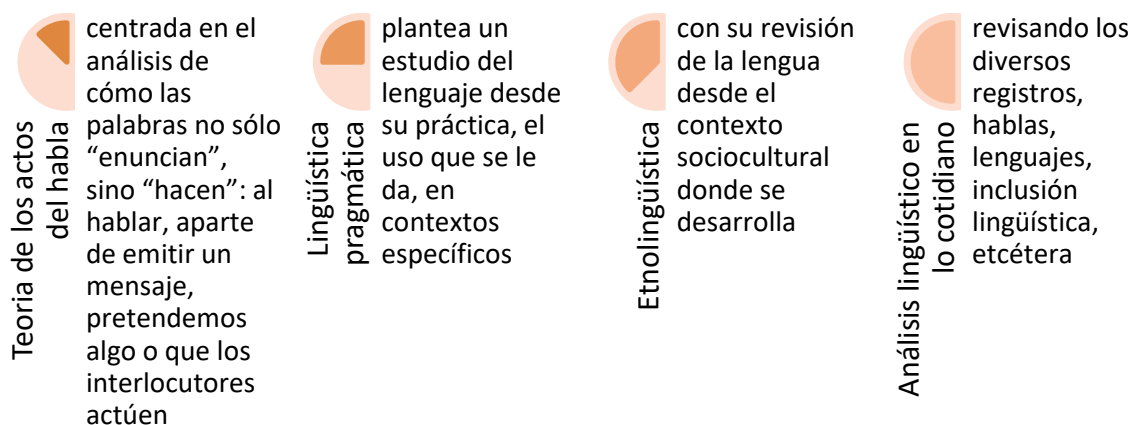 Teoria de los actos
del habla
centrada en el
análisis de
cómo las
palabras no sólo
“enuncian”,
sino “hacen”: al
hablar, aparte
de emitir un
mensaje,
pretendemos
algo o que los
interlocutores
actúen
Lingüística
pragmática
plantea un
estudio del
lenguaje desde
su práctica, el
uso que se le
da, en
contextos
específicos
Etnolingüística
con su revisión
de la lengua
desde el
contexto
sociocultural
donde se
desarrolla
Análisis lingüístico en
lo cotidiano
revisando los
diversos
registros,
hablas,
lenguajes,
inclusión
lingüística,
etcétera